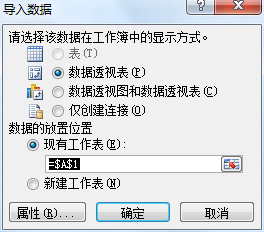 导入数据
请选择该数据在工作簿中的显示方式。
表(T)
数据透视表(P)
数据透视图和数据透视表(C)
仅创建连接(O)
数据的放置位置
现有工作表(E):
=$A$1
新建工作表(N)
属性(R)... 确定 取消